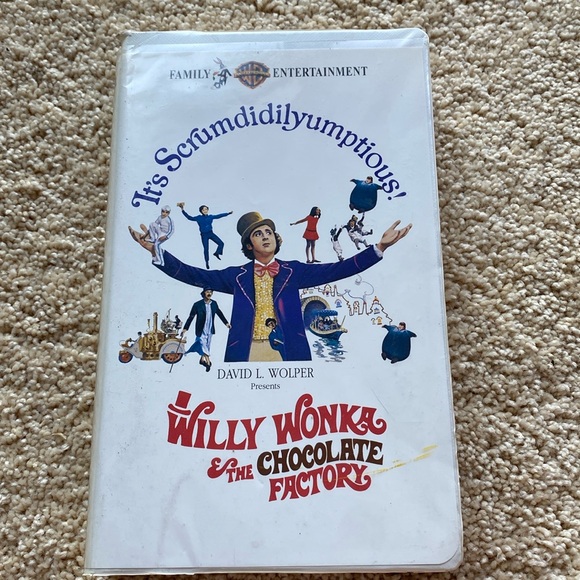 FAMILY ENTERTAINMENT
It's Scrumdidilyumptious!
DAVID L. WOLPER
Presents
WILLY WONKA
& THE CHOCOLATE
FACTORY